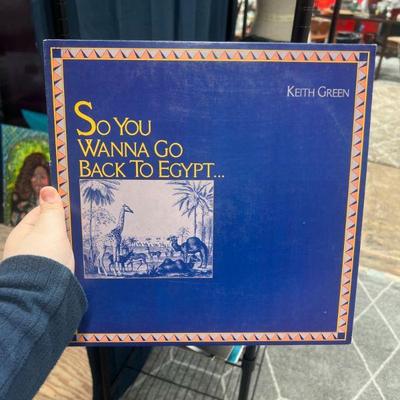 KEITH GREEN
SO YOU
WANNA GO
BACK TO EGYPT...